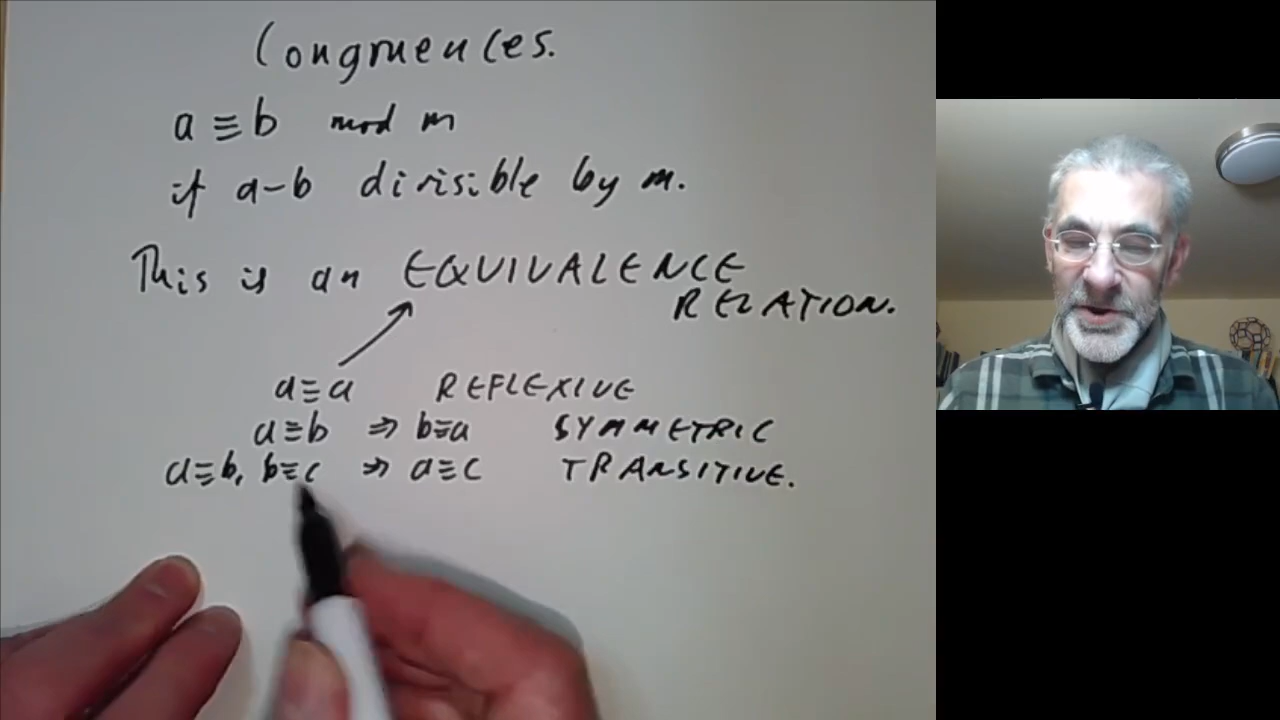 Congruences.
a ≡ b mod m
if a-b divisible by m.
This is an EQUIVALENCE
RELATION.
a ≡ a REFLEXIVE
a ≡ b ⇒ b ≡ a SYMMETRIC
a ≡ b, b ≡ c ⇒ a ≡ c TRANSITIVE.